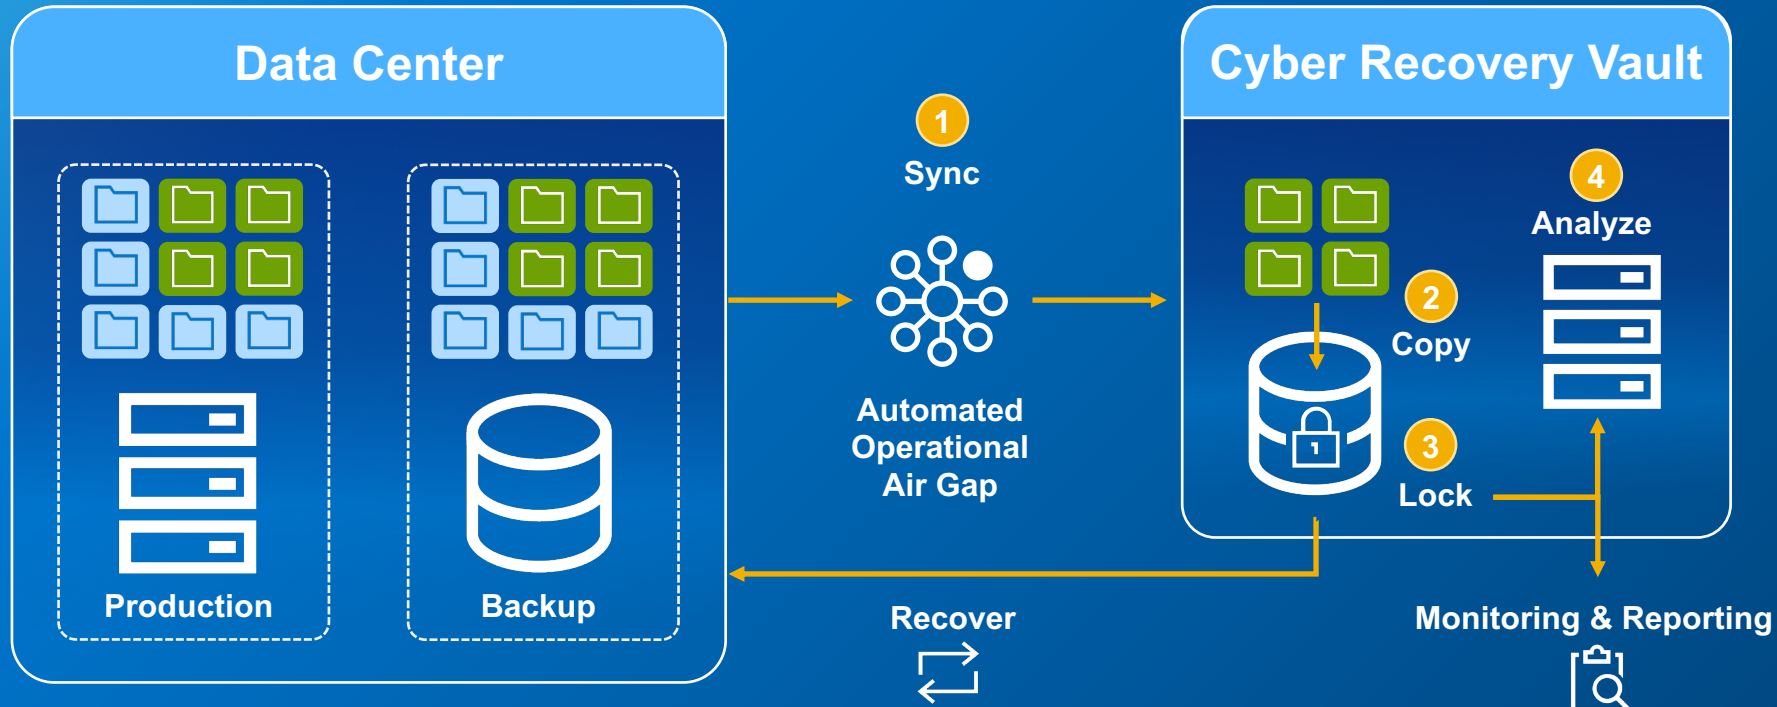 Data Center
Cyber Recovery Vault
1
Sync
4
Analyze
2
Copy
Automated
Operational
Air Gap
3
Lock
Production
Backup
Recover
Monitoring & Reporting